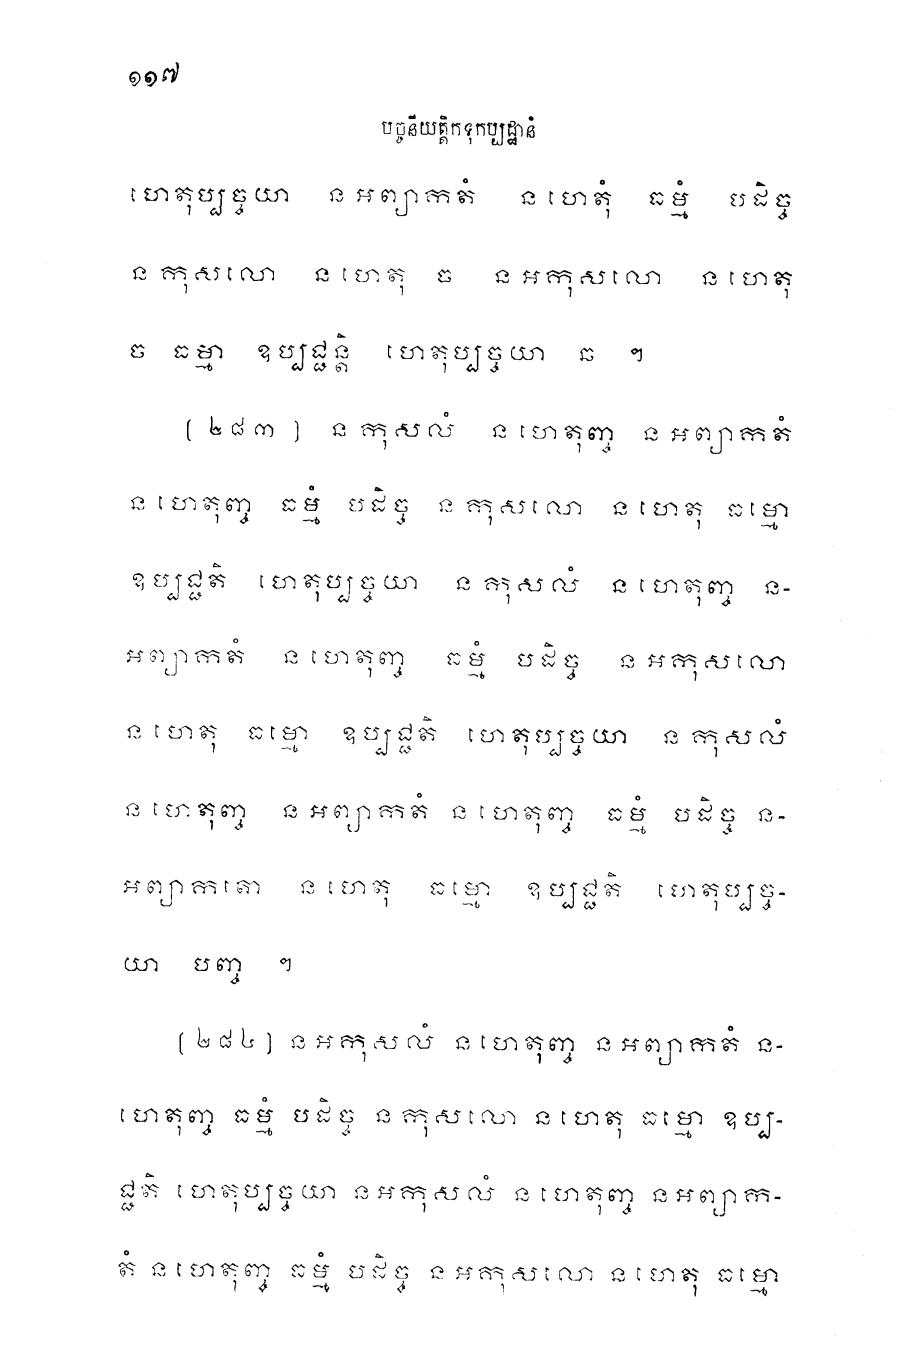 ១១៧
បច្ចនីយត្តិកទុកប្បដ្ឋានំ
ហេតុប្បច្ចយា នអព្យាកតំ នហេតុំ ធម្មំ បដិច្ច
នកុសលោ នហេតុ ច នអកុសលោ នហេតុ
ច ធម្មា ឧប្បជ្ជន្តិ ហេតុប្បច្ចយា ឆ ។
(២៨៣) នកុសលំ នហេតុញ្ច នអព្យាកតំ
នហេតុញ្ច ធម្មំ បដិច្ច នកុសលោ នហេតុ ធម្មោ
ឧប្បជ្ជតិ ហេតុប្បច្ចយា នកុសលំ នហេតុញ្ច ន-
អព្យាកតំ នហេតុញ្ច ធម្មំ បដិច្ច នអកុសលោ
នហេតុ ធម្មោ ឧប្បជ្ជតិ ហេតុប្បច្ចយា នកុសលំ
នហេតុញ្ច នអព្យាកតំ នហេតុញ្ច ធម្មំ បដិច្ច ន-
អព្យាកតោ នហេតុ ធម្មោ ឧប្បជ្ជតិ ហេតុប្បច្ច-
យា បញ្ច ។
(២៨៤) នអកុសលំ នហេតុញ្ច នអព្យាកតំ ន-
ហេតុញ្ច ធម្មំ បដិច្ច នកុសលោ នហេតុ ធម្មោ ឧប្ប-
ជ្ជតិ ហេតុប្បច្ចយា នអកុសលំ នហេតុញ្ច នអព្យាក-
តំ នហេតុញ្ច ធម្មំ បដិច្ច នអកុសលោ នហេតុ ធម្មោ